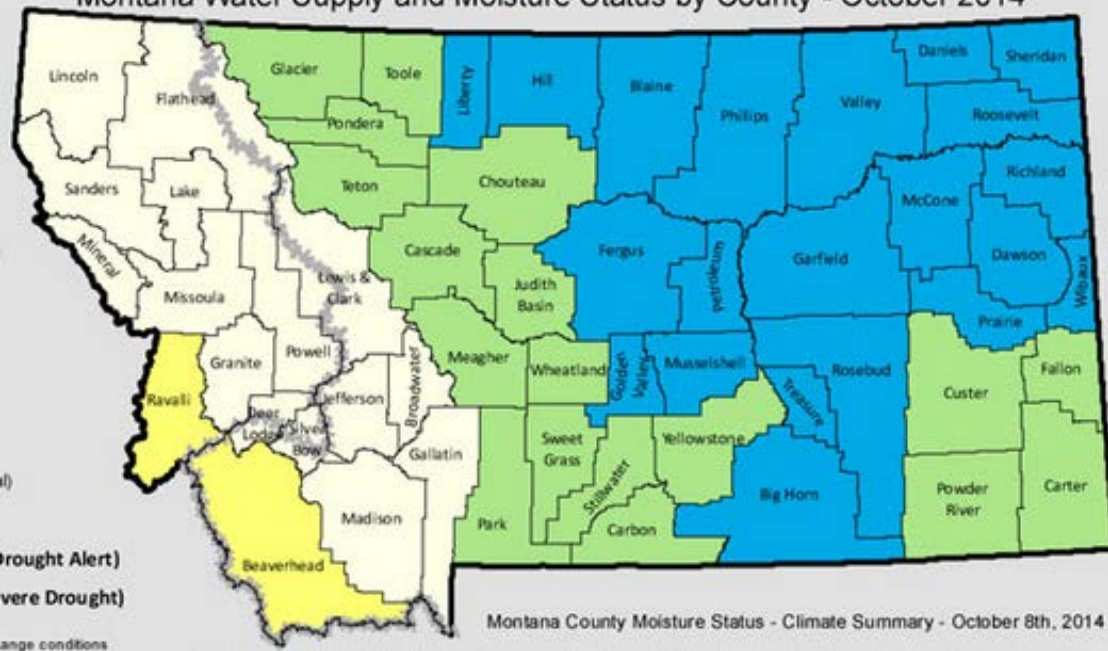 Montana Water Supply and Moisture Status by County - October 2014
Lincoln
Flathead
Glacier
Toole
Liberty
Hill
Blaine
Phillips
Valley
Daniels
Sheridan
Roosevelt
Pondera
Sanders
Lake
Teton
Chouteau
McCone
Richland
Mineral
Missoula
Lewis &
Clark
Cascade
Judith
Basin
Fergus
Petroleum
Garfield
Dawson
Wibaux
Prairie
Ravalli
Granite
Powell
Jefferson
Broadwater
Meagher
Wheatland
Golden
Valley
Musselshell
Treasure
Rosebud
Custer
Fallon
Deer
Lodge
Silver
Bow
Gallatin
Sweet
Grass
Stillwater
Yellowstone
Big Horn
Powder
River
Carter
Madison
Park
Carbon
Beaverhead
Drought Alert)
vere Drought)
ange conditions
Montana County Moisture Status - Climate Summary - October 8th, 2014